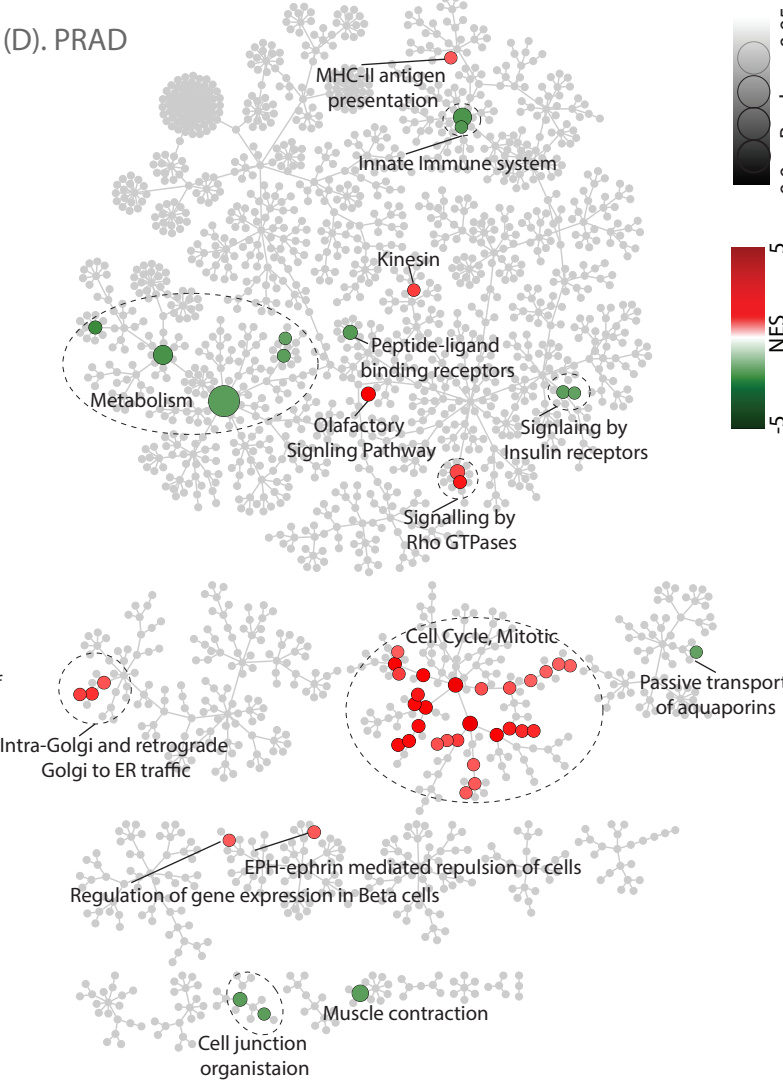 (D). PRAD
MHC-II antigen
presentation
Innate Immune system
Kinesin
5
NES
-5
Peptide-ligand
binding receptors
Metabolism
Olafactory
Signling Pathway
Signlaing by
Insulin receptors
Signalling by
Rho GTPases
Cell Cycle, Mitotic
Passive transport
of aquaporins
Intra-Golgi and retrograde
Golgi to ER traffic
EPH-ephrin mediated repulsion of cells
Regulation of gene expression in Beta cells
Muscle contraction
Cell junction
organistaion